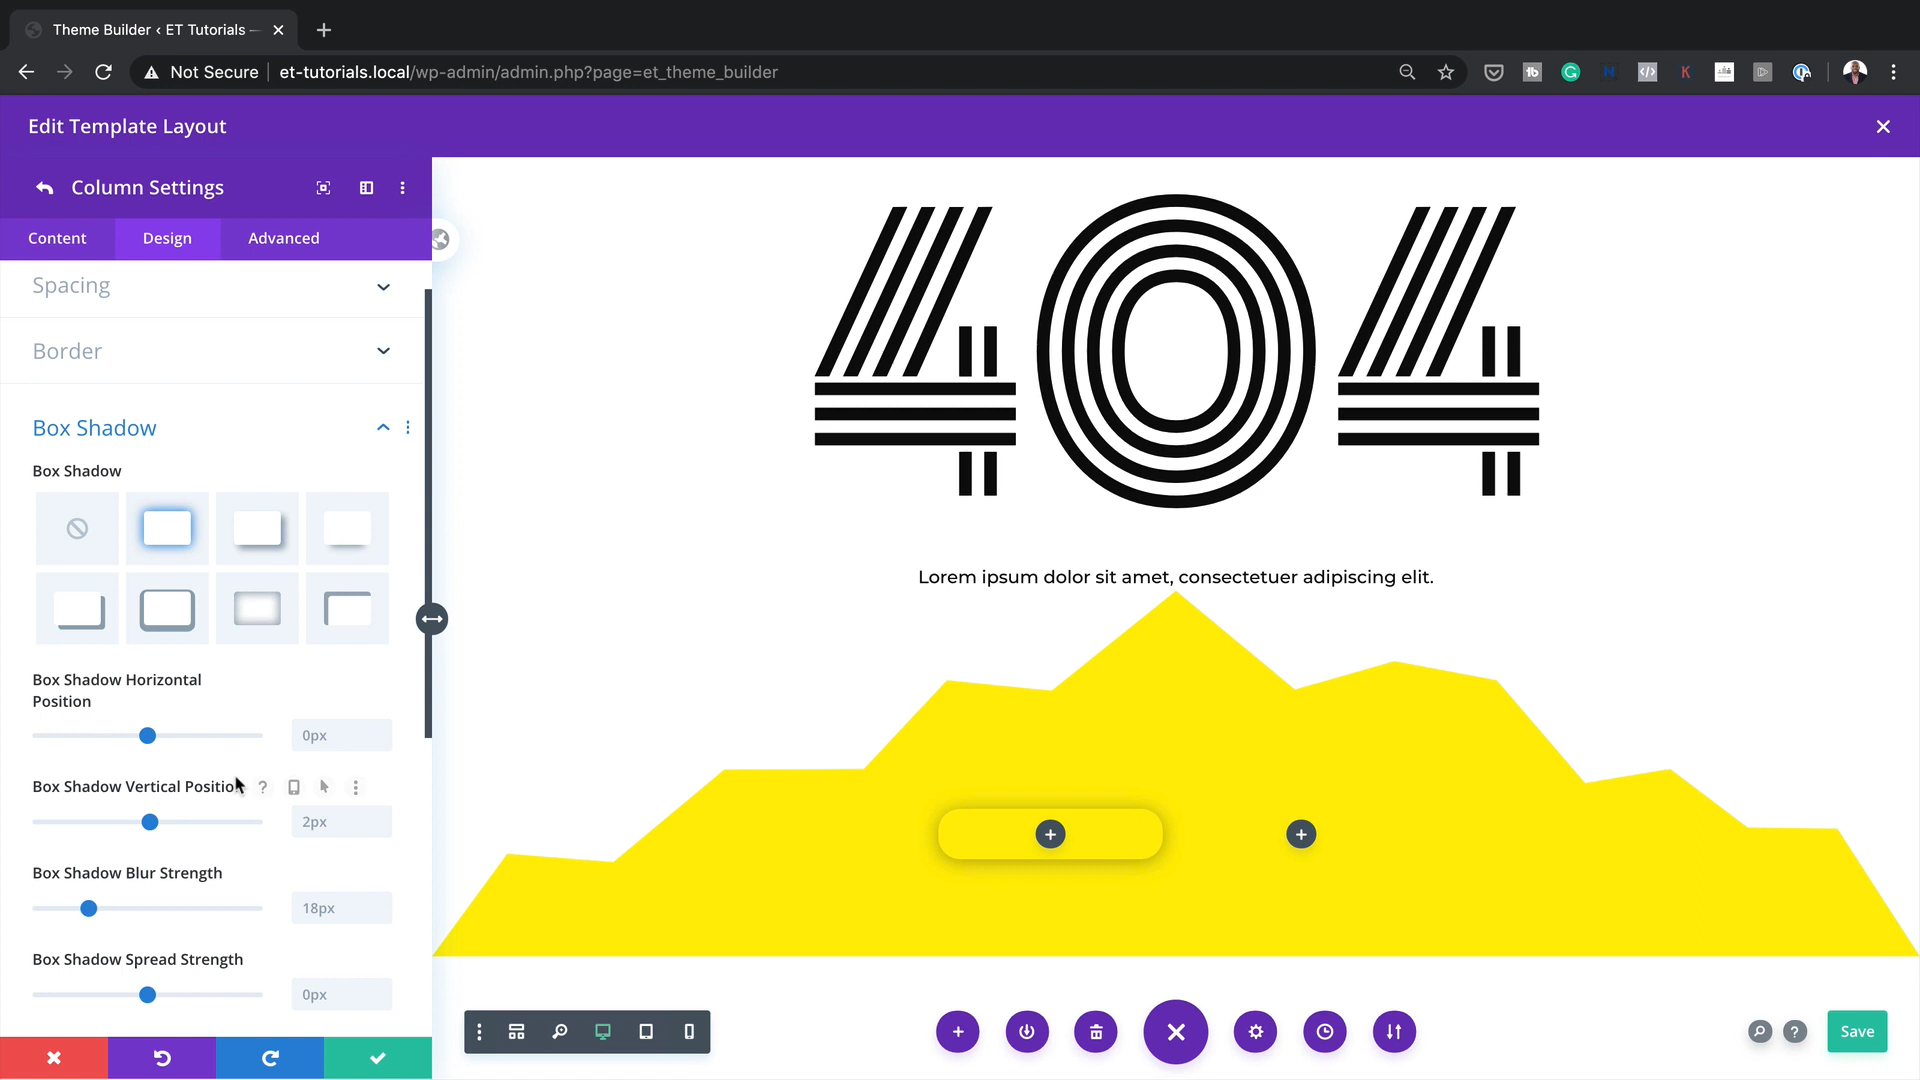 Theme Builder ‹ ET Tutorials —
Not Secure
et-tutorials.local/wp-admin/admin.php?page=et_theme_builder
Edit Template Layout
Column Settings
Content
Design
Advanced
Spacing
Border
Box Shadow
Box Shadow
Box Shadow Horizontal
Position
0px
Box Shadow Vertical Position
2px
Box Shadow Blur Strength
18px
Box Shadow Spread Strength
0px
404
Lorem ipsum dolor sit amet, consectetuer adipiscing elit.
Save